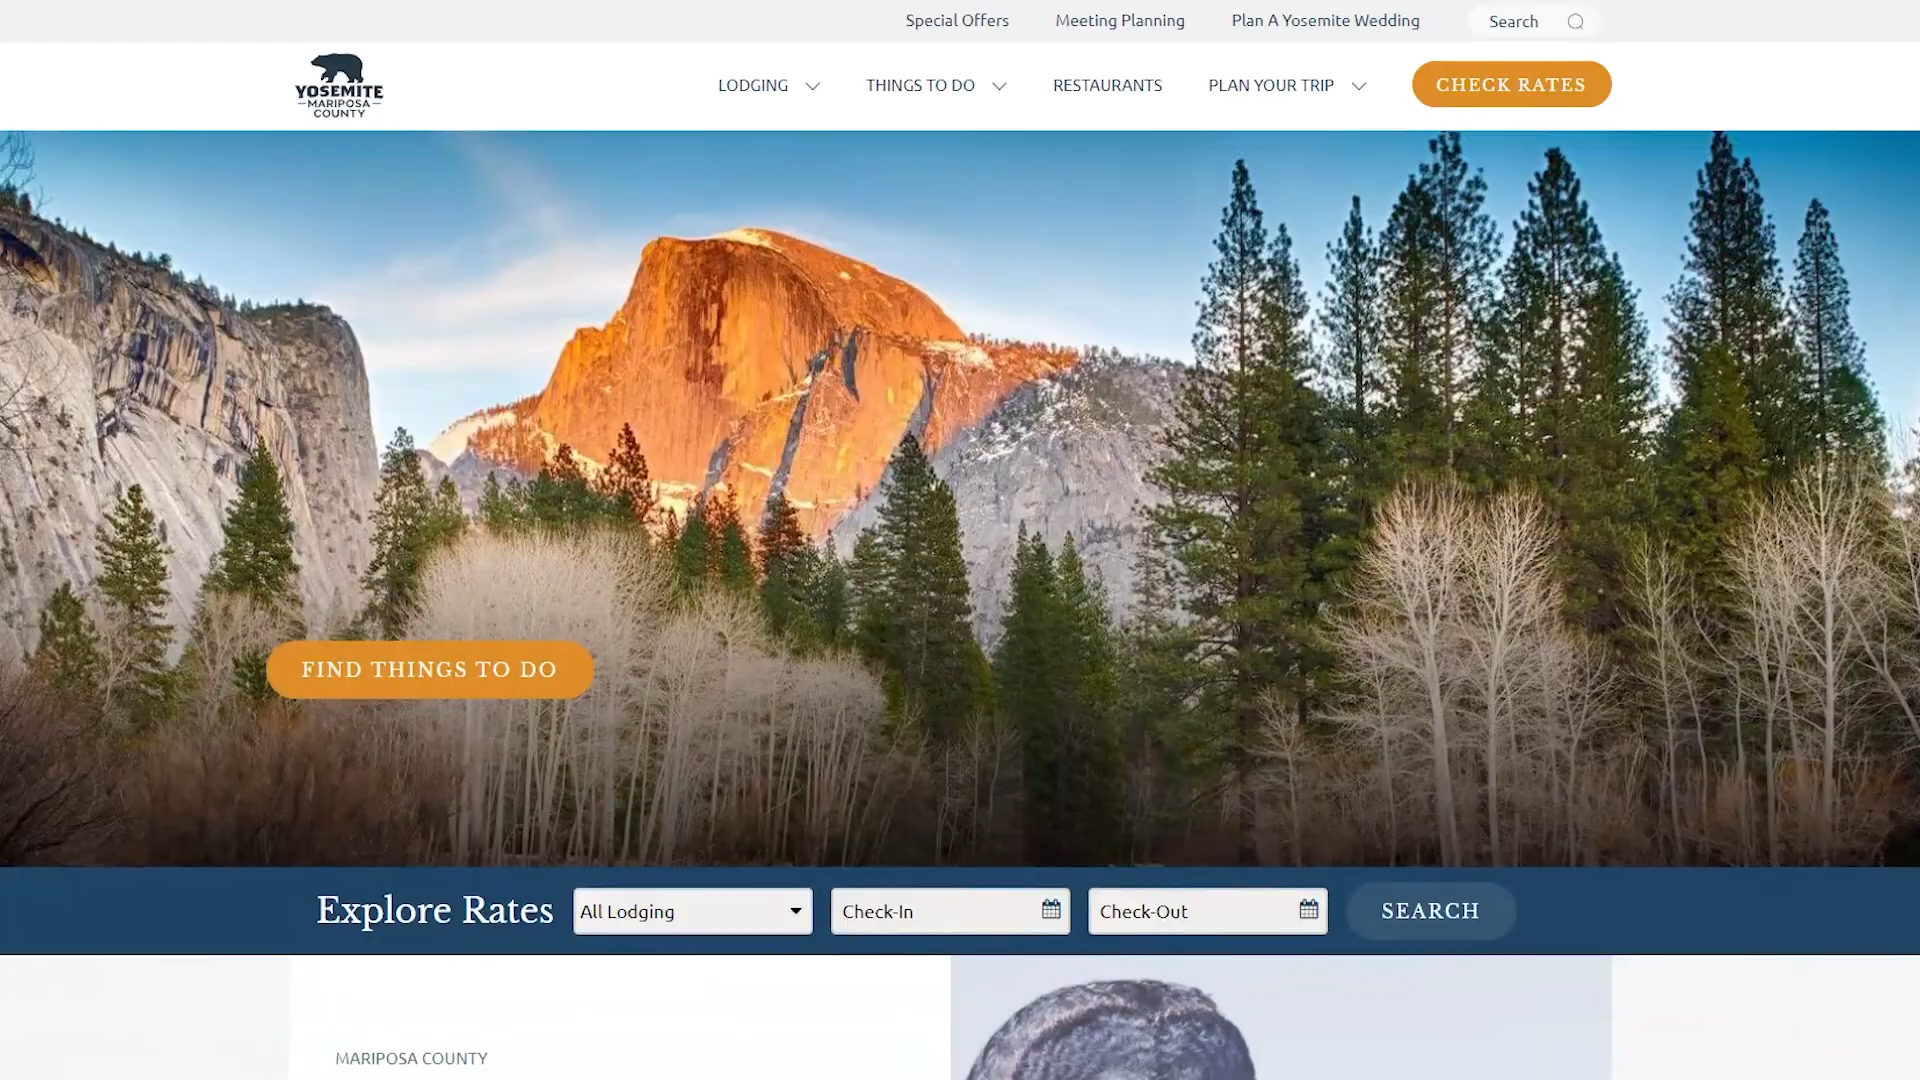 Special Offers
Meeting Planning
Plan A Yosemite Wedding
Search
YOSEMITE
MARIPOSA
COUNTY
LODGING
THINGS TO DO
RESTAURANTS
PLAN YOUR TRIP
CHECK RATES
FIND THINGS TO DO
Explore Rates
All Lodging
Check-In
Check-Out
SEARCH
MARIPOSA COUNTY